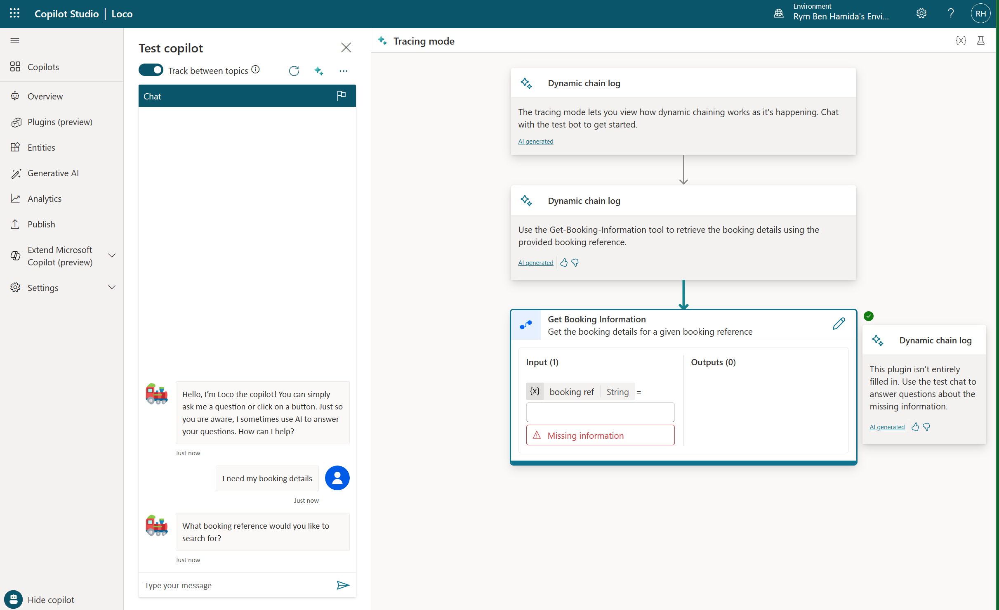 Copilot Studio | Loco
Environment
Rym Ben Hamida's Envi...
RH
Copilots
Overview
Plugins (preview)
Entities
Generative AI
Analytics
Publish
Extend Microsoft
Copilot (preview)
Settings
Hide copilot
Test copilot
Track between topics
Chat
Hello, I’m Loco the copilot! You can simply
ask me a question or click on a button. Just so
you are aware, I sometimes use AI to answer
your questions. How can I help?
Just now
I need my booking details
Just now
What booking reference would you like to
search for?
Just now
Type your message
Tracing mode
{x}
Dynamic chain log
The tracing mode lets you view how dynamic chaining works as it's happening. Chat
with the test bot to get started.
AI generated
Dynamic chain log
Use the Get-Booking-Information tool to retrieve the booking details using the
provided booking reference.
AI generated
Get Booking Information
Get the booking details for a given booking reference
Input (1)
{x} booking ref String =
Missing information
Outputs (0)
Dynamic chain log
This plugin isn't entirely
filled in. Use the test chat to
answer questions about the
missing information.
AI generated